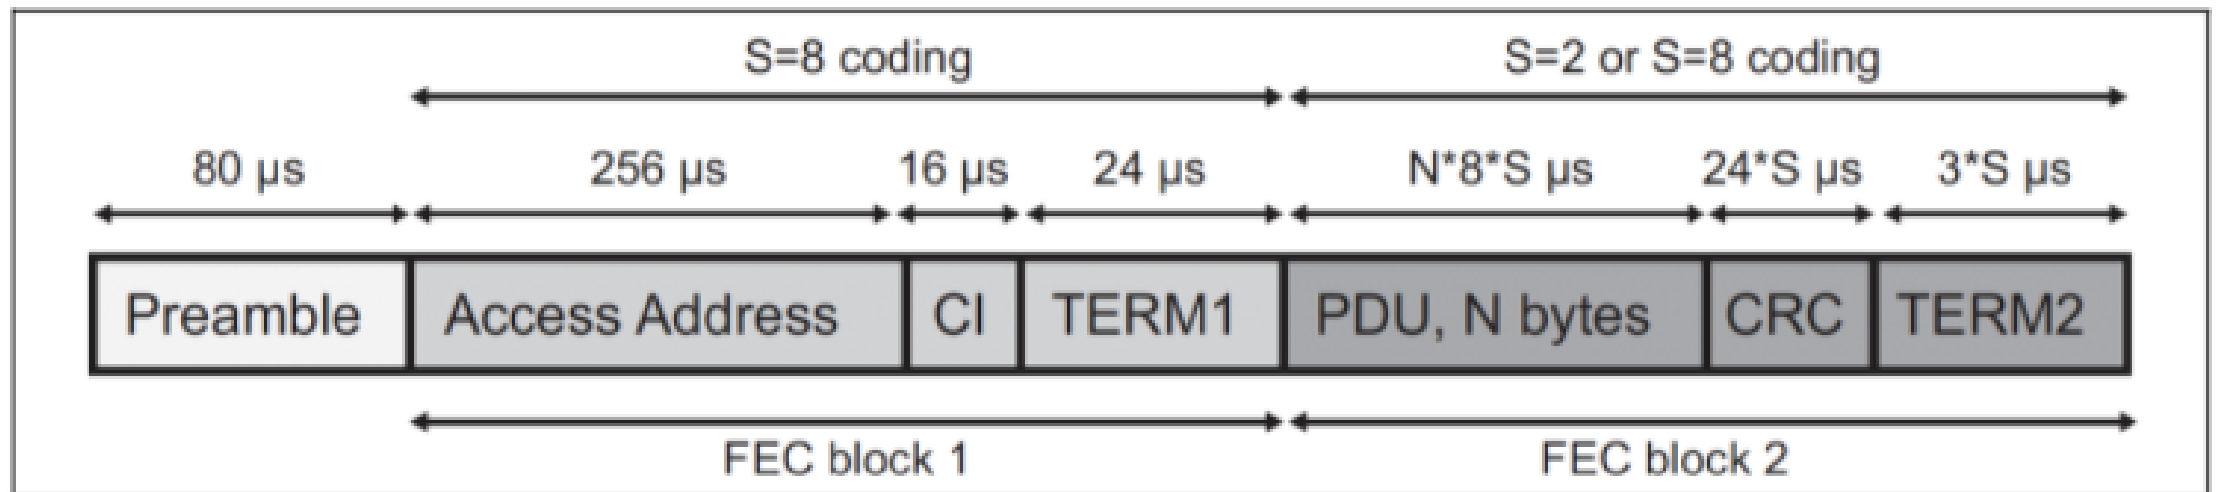 S=8 coding S=2 or S=8 coding
80 µs 256 µs 16 µs 24 µs N*8*S µs 24*S µs 3*S µs
Preamble Access Address CI TERM1 PDU, N bytes CRC TERM2
FEC block 1 FEC block 2